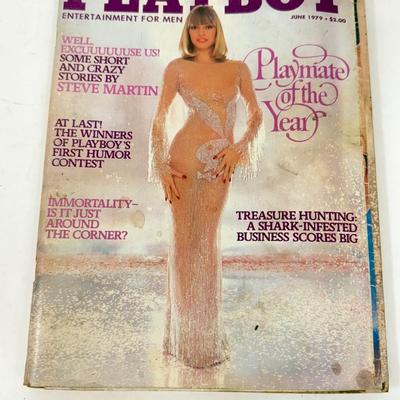 PLAYBOY
ENTERTAINMENT FOR MEN
JUNE 1979 • $2.00
WELL,
EXCUUUUUSE US!
SOME SHORT
AND CRAZY
STORIES BY
STEVE MARTIN
Playmate
of the
Year
AT LAST!
THE WINNERS
OF PLAYBOY'S
FIRST HUMOR
CONTEST
IMMORTALITY–
IS IT JUST
AROUND
THE CORNER?
TREASURE HUNTING:
A SHARK-INFESTED
BUSINESS SCORES BIG